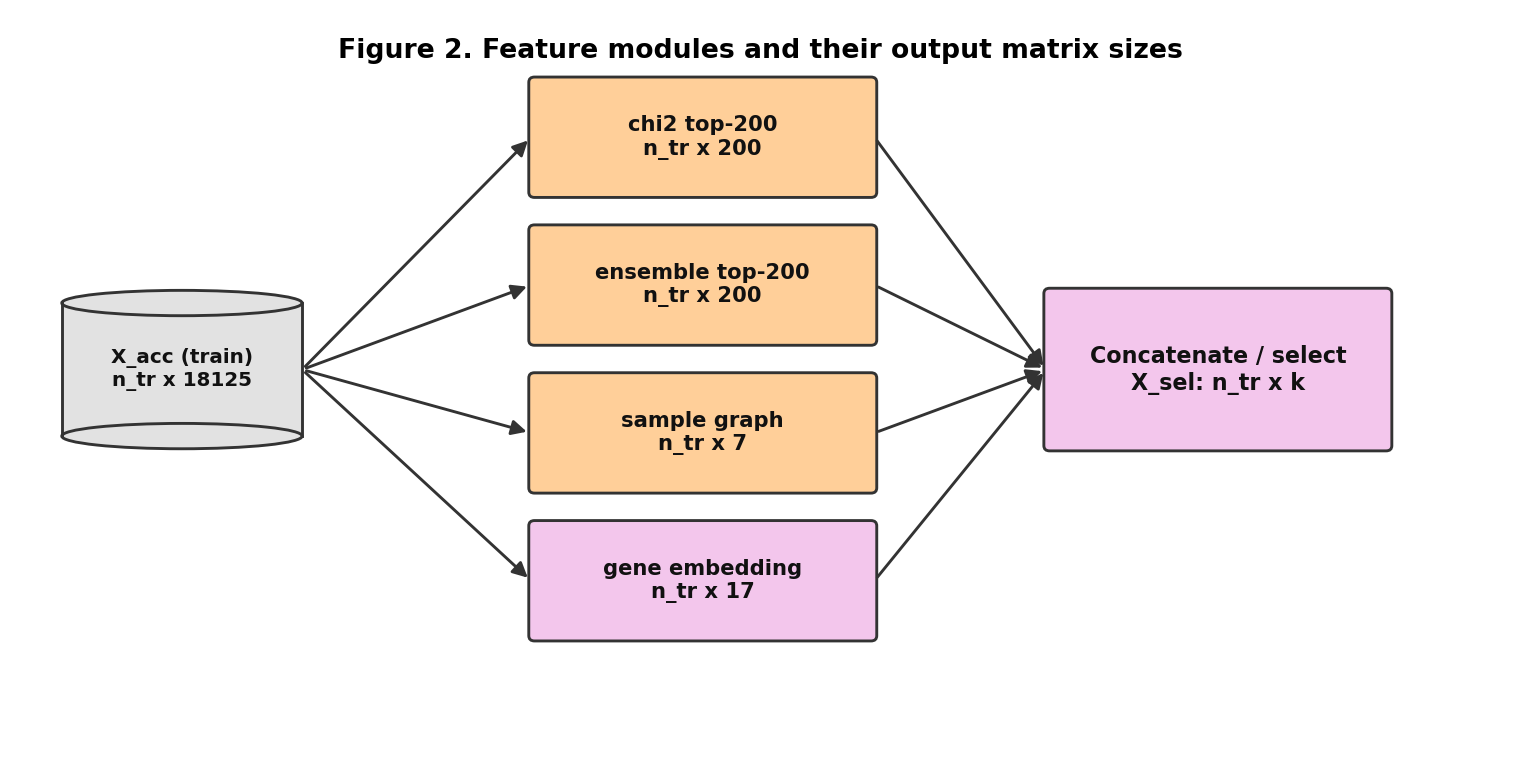 Figure 2. Feature modules and their output matrix sizes
chi2 top-200
n_tr x 200
ensemble top-200
n_tr x 200
X_acc (train)
n_tr x 18125
sample graph
n_tr x 7
gene embedding
n_tr x 17
Concatenate / select
X_sel: n_tr x k